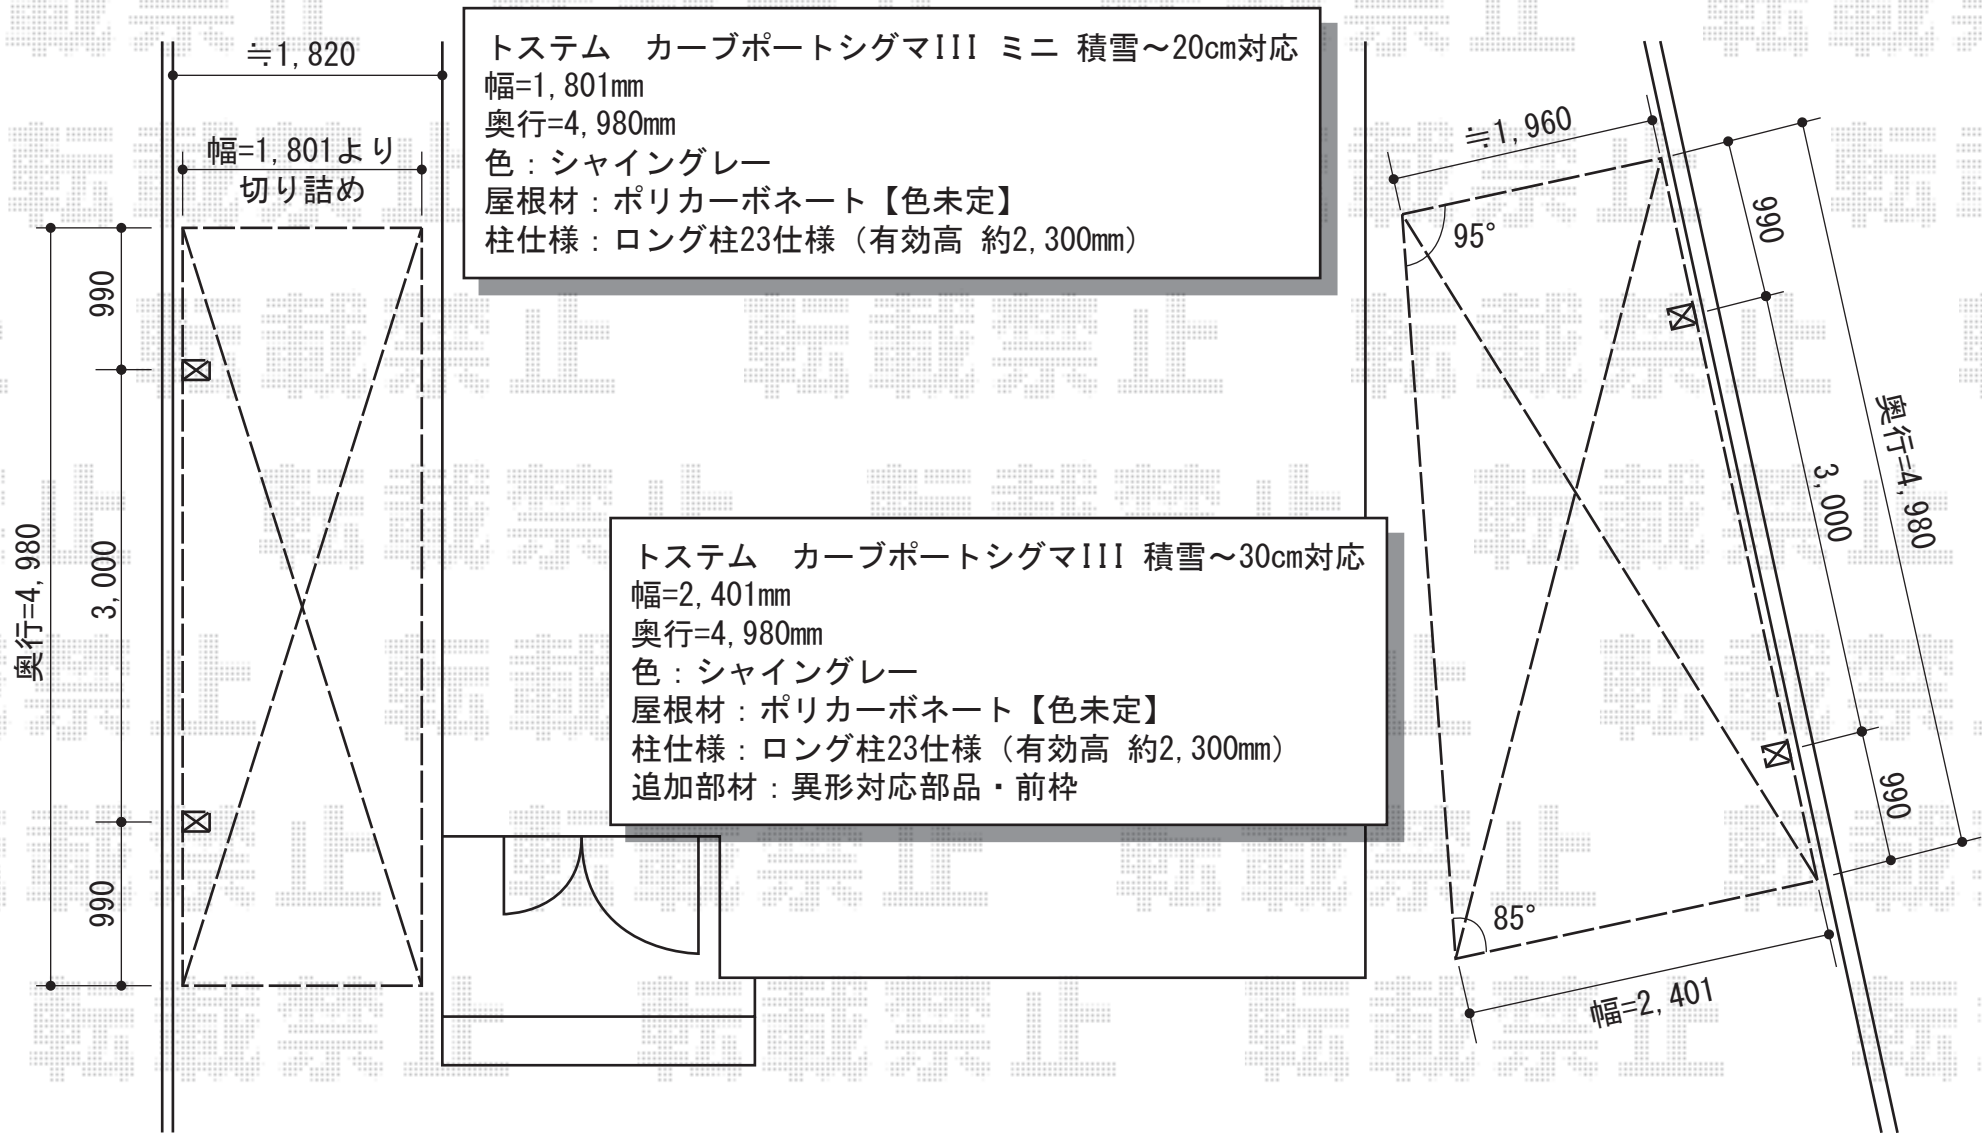 ≒1,820
幅=1,801より
切り詰め
990
3,000
990
奥行=4,980
トステム　カーブポートシグマIII ミニ 積雪～20cm対応
幅=1,801mm
奥行=4,980mm
色：シャイングレー
屋根材：ポリカーボネート【色未定】
柱仕様：ロング柱23仕様（有効高 約2,300mm）
トステム　カーブポートシグマIII 積雪～30cm対応
幅=2,401mm
奥行=4,980mm
色：シャイングレー
屋根材：ポリカーボネート【色未定】
柱仕様：ロング柱23仕様（有効高 約2,300mm）
追加部材：異形対応部品・前枠
≒1,960
95°
990
3,000
990
奥行=4,980
85°
幅=2,401
転載禁止